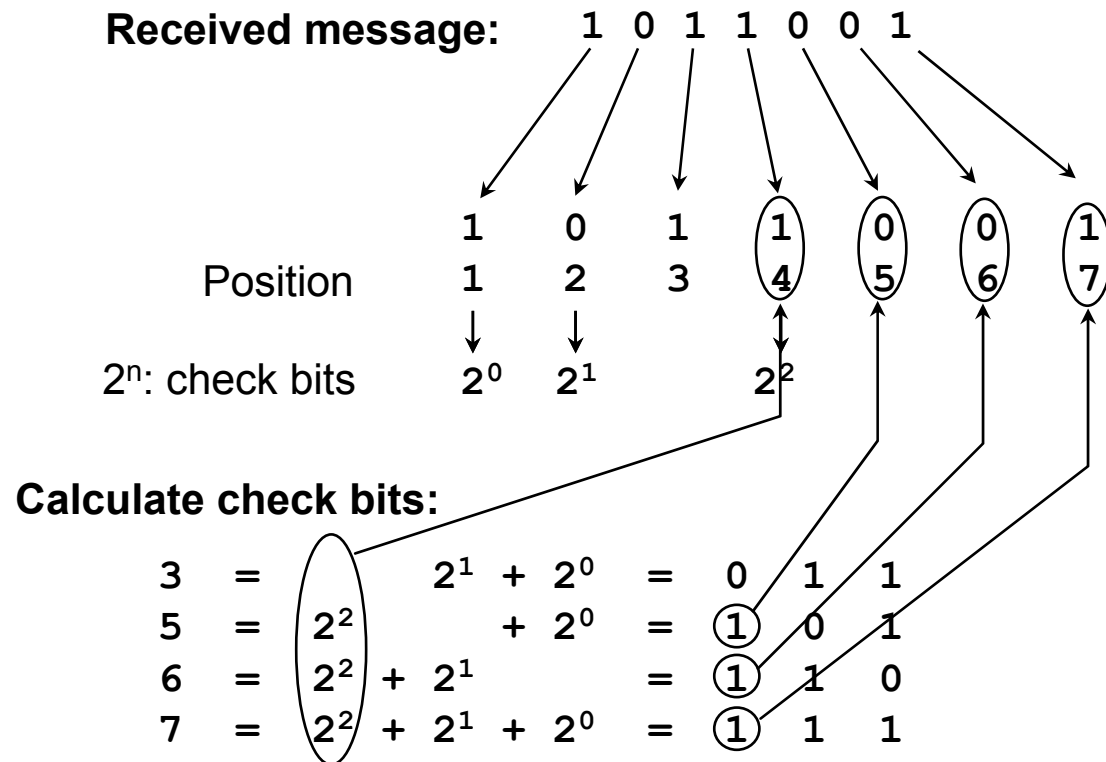 Received message: 1 0 1 1 0 0 1
1 0 1 1 0 0 1
Position 1 2 3 4 5 6 7
2ⁿ: check bits 2⁰ 2¹ 2²
Calculate check bits:
3 = 2¹ + 2⁰ = 0 1 1
5 = 2² + 2⁰ = 1 0 1
6 = 2² + 2¹ = 1 1 0
7 = 2² + 2¹ + 2⁰ = 1 1 1